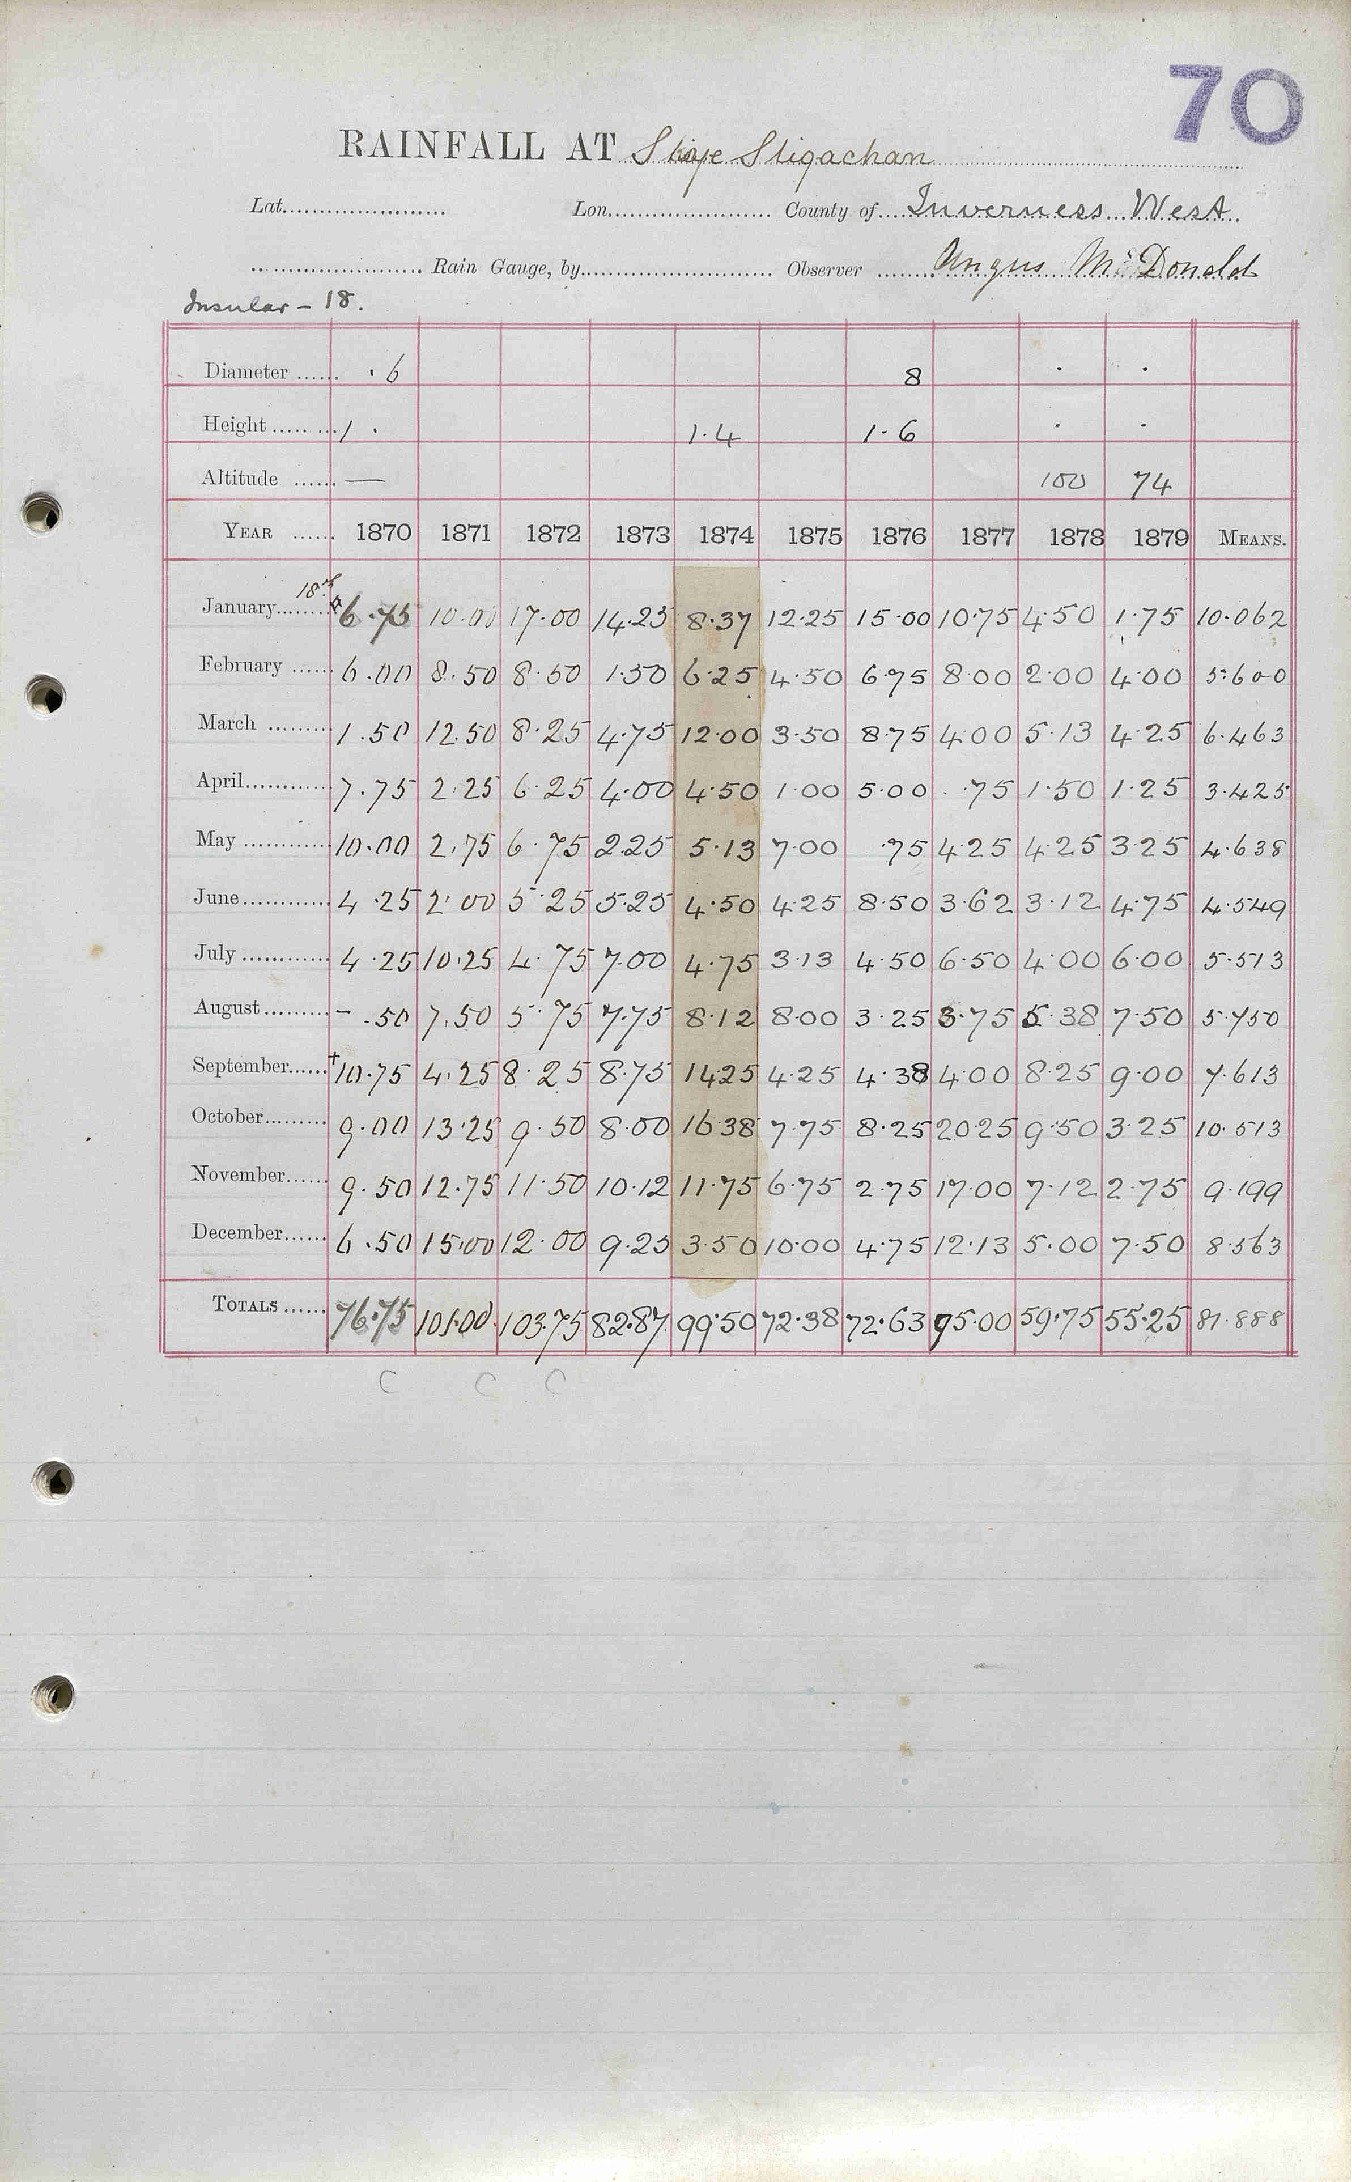 70
RAINFALL AT Skye Sligachan
Lat. Lon. County of Inverness West
Rain Gauge, by Observer Angus McDonald
Insular - 18.
Diameter ...... .6 8 . .
Height ...... 1 . 1.4 1.6 . .
Altitude ...... — 100 74
YEAR ...... 1870 1871 1872 1873 1874 1875 1876 1877 1878 1879 MEANS.
January 6.75 10.00 17.00 14.25 8.37 12.25 15.00 10.75 4.50 1.75 10.062
February ...... 6.00 8.50 8.50 1.50 6.25 4.50 6.75 8.00 2.00 4.00 5.600
March ......... 1.50 12.50 8.25 4.75 12.00 3.50 8.75 4.00 5.13 4.25 6.463
April............ 7.75 2.25 6.25 4.00 4.50 1.00 5.00 .75 1.50 1.25 3.425
May ............ 10.00 2.75 6.75 2.25 5.13 7.00 .75 4.25 4.25 3.25 4.638
June............ 4.25 2.00 5.25 5.25 4.50 4.25 8.50 3.62 3.12 4.75 4.549
July ............ 4.25 10.25 4.75 7.00 4.75 3.13 4.50 6.50 4.00 6.00 5.513
August......... - .50 7.50 5.75 7.75 8.12 8.00 3.25 3.75 5.38 7.50 5.750
September...... +10.75 4.25 8.25 8.75 14.25 4.25 4.38 4.00 8.25 9.00 7.613
October......... 9.00 13.25 9.50 8.00 16.38 7.75 8.25 20.25 9.50 3.25 10.513
November...... 9.50 12.75 11.50 10.12 11.75 6.75 2.75 17.00 7.12 2.75 9.199
December...... 6.50 15.00 12.00 9.25 3.50 10.00 4.75 12.13 5.00 7.50 8.563
TOTALS ...... 76.75 101.00 103.75 82.87 99.50 72.38 72.63 95.00 59.75 55.25 81.888
C C C